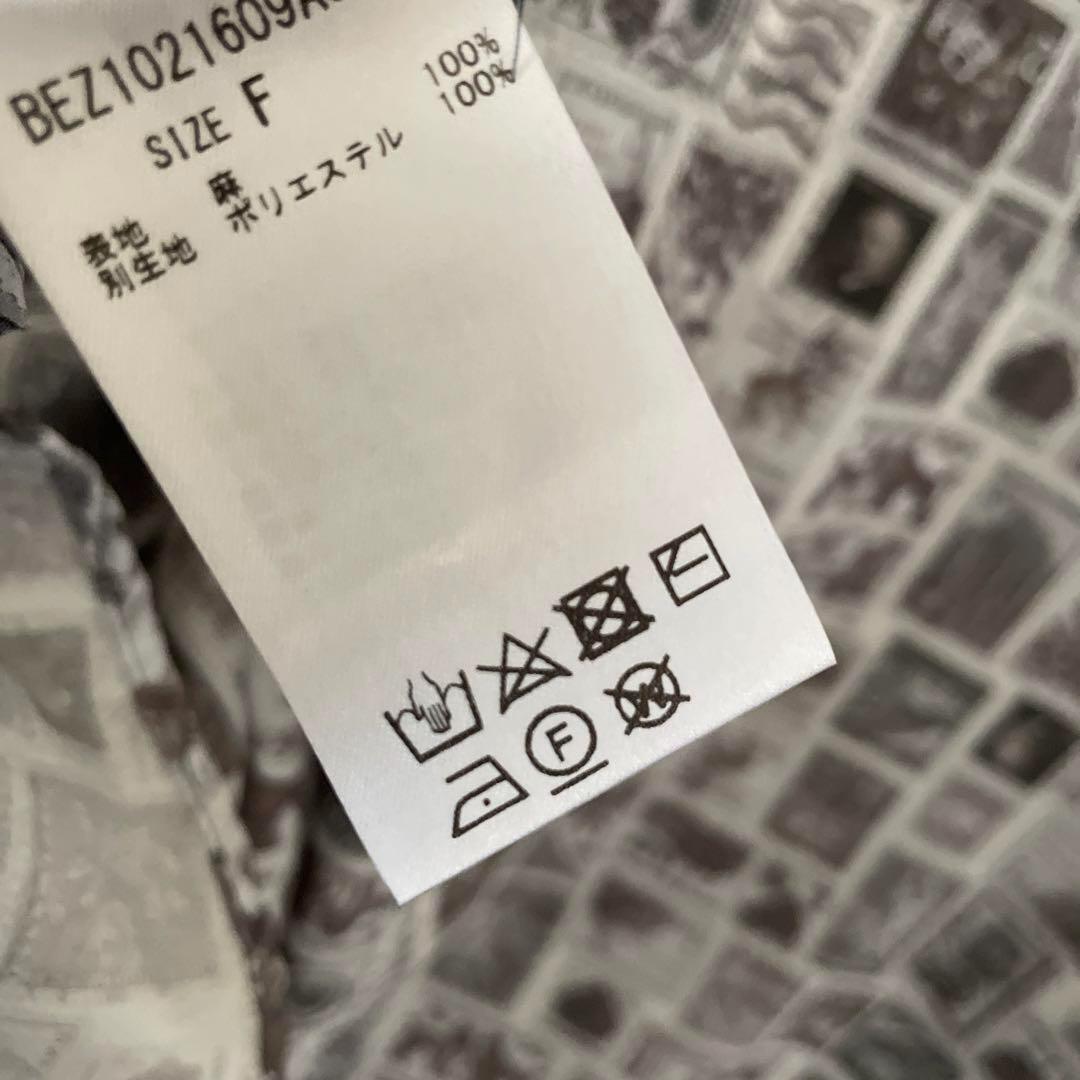 BEZ1021609A
SIZE F
表地 麻 100%
別生地 ポリエステル 100%
F
W